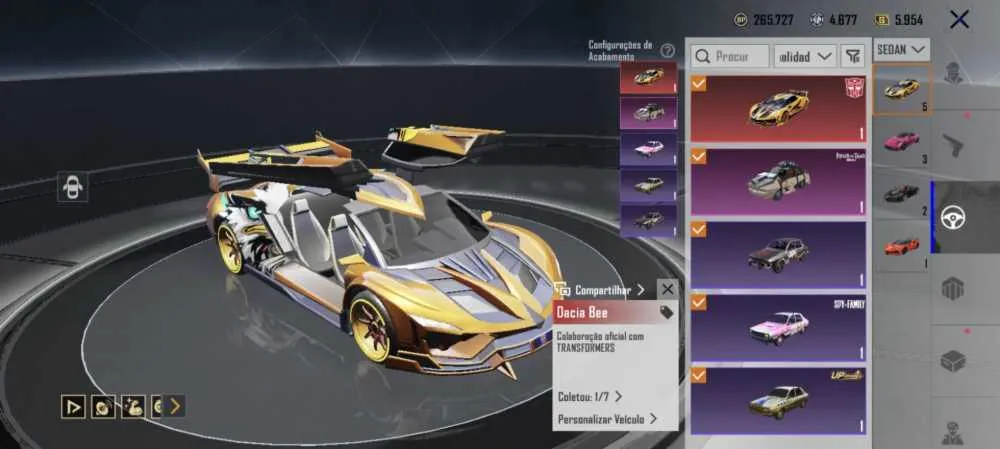 BP 265.727 4.677 G 5.954
Configurações de
Acabamento ?
Procur
alidad
SEDAN
1
1
1
1
1
1
1
1
SPY×FAMILY
1
1
5
3
2
1
Compartilhar
Dacia Bee
Colaboração oficial com
TRANSFORMERS
Coletou: 1/7
Personalizar Veículo